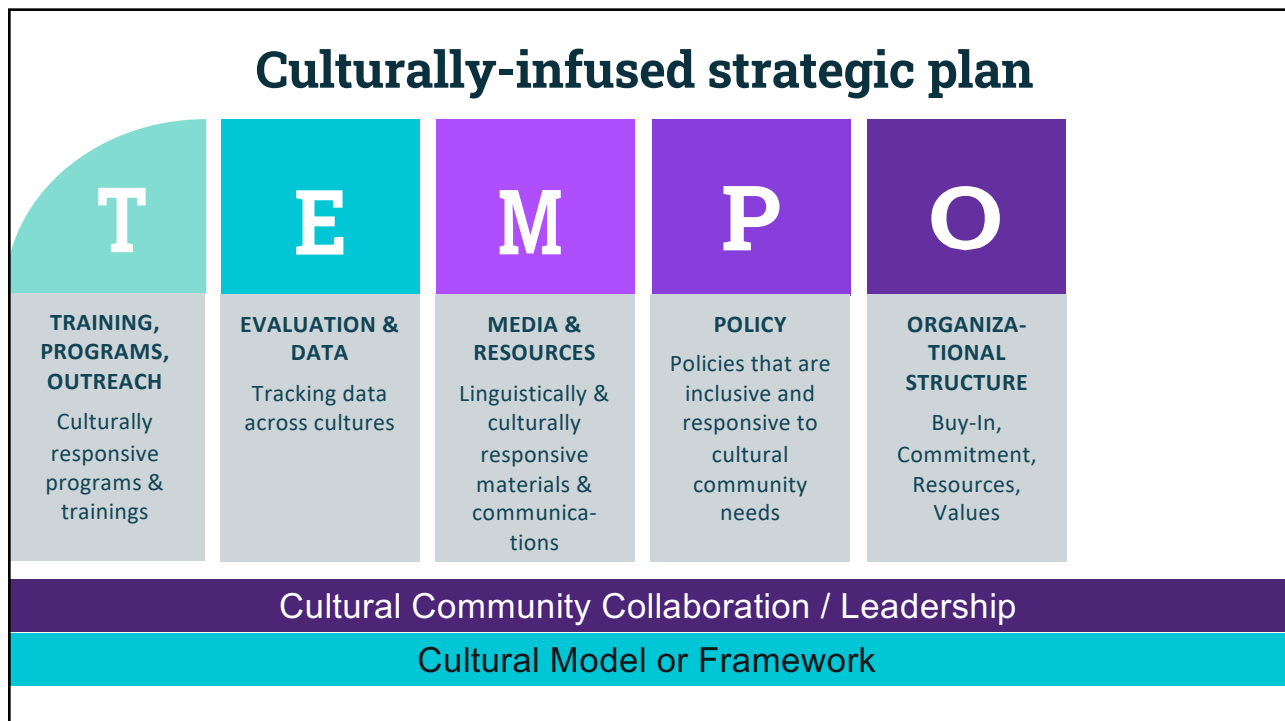 Culturally-infused strategic plan
T
E
M
P
O
TRAINING,
PROGRAMS,
OUTREACH
Culturally
responsive
programs &
trainings
EVALUATION &
DATA
Tracking data
across cultures
MEDIA &
RESOURCES
Linguistically &
culturally
responsive
materials &
communica-
tions
POLICY
Policies that are
inclusive and
responsive to
cultural
community
needs
ORGANIZA-
TIONAL
STRUCTURE
Buy-In,
Commitment,
Resources,
Values
Cultural Community Collaboration / Leadership
Cultural Model or Framework